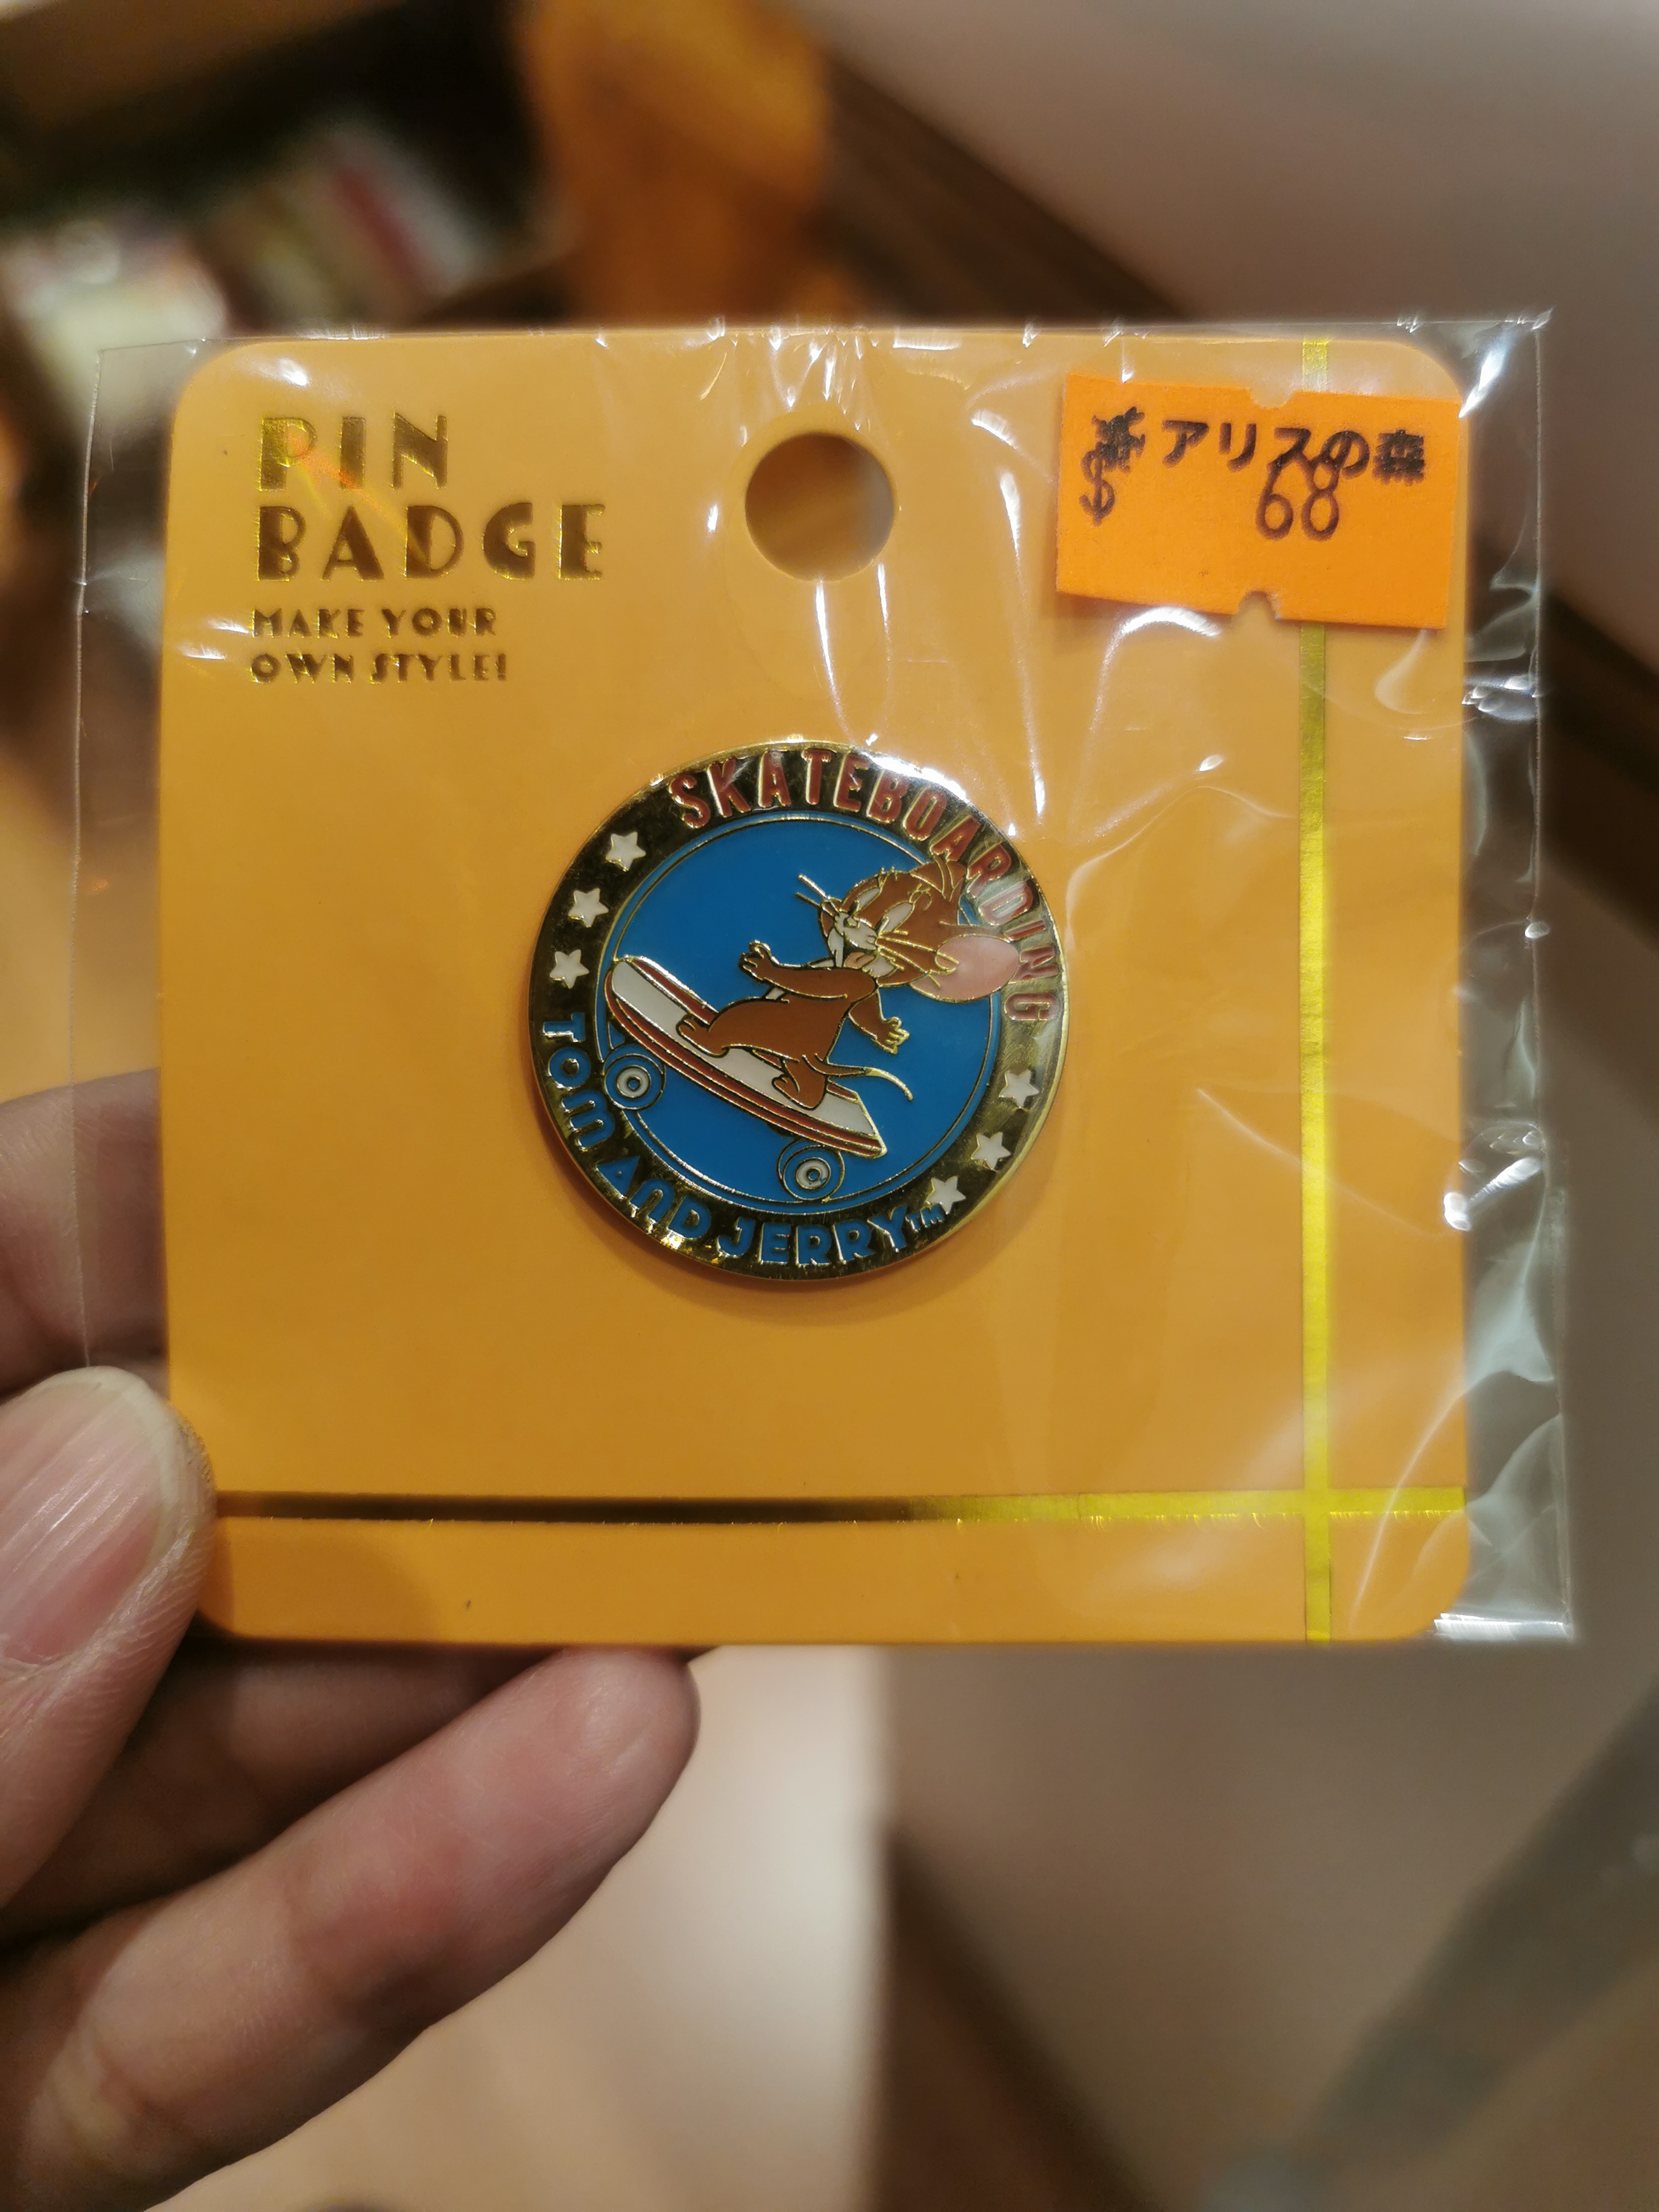 PIN
BADGE
MAKE YOUR
OWN STYLE!
アリスの森
$ 68
SKATEBOARDING
TOM AND JERRY™